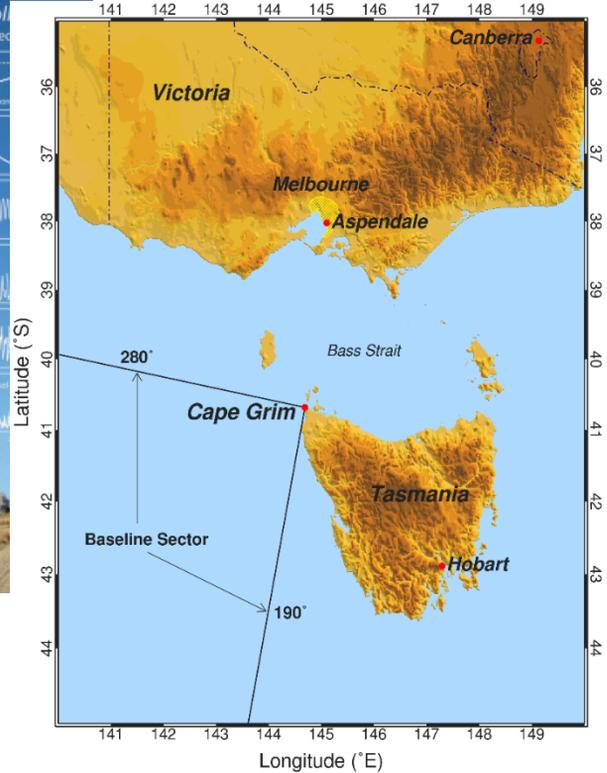 141 142 143 144 145 146 147 148 149
Canberra
36 36
Victoria
37 37
Melbourne
38 38
Aspendale
39 39
Latitude (˚S)
40 40
280˚
Bass Strait
Cape Grim
41 41
Tasmania
42 42
Baseline Sector
Hobart
43 43
190˚
44 44
141 142 143 144 145 146 147 148 149
Longitude (˚E)